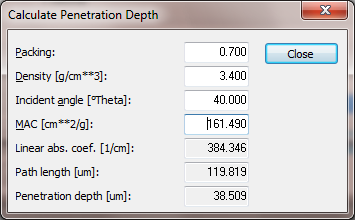 Calculate Penetration Depth
Packing: 0.700 Close
Density [g/cm**3]: 3.400
Incident angle [°Theta]: 40.000
MAC [cm**2/g]: 161.490
Linear abs. coef. [1/cm]: 384.346
Path length [um]: 119.819
Penetration depth [um]: 38.509